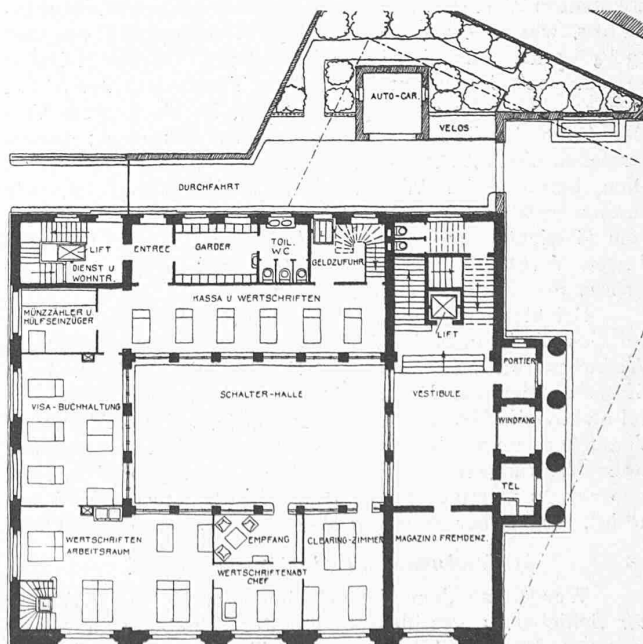 AUTO-CAR.
VELOS
DURCHFAHRT
LIFT
DIENST U
WOHNTR.
ENTREE
GARDER
TOIL.
W.C
GELDZUFUHR
KASSA U WERTSCHRIFTEN
MÜNZZÄHLER U
HÜLFSEINZÜGER
LIFT
PORTIER
SCHALTER-HALLE
VESTIBULE
VISA-BUCHHALTUNG
WINDFANG
TEL
WERTSCHRIFTEN
ARBEITSRAUM
EMPFANG
CLEARING-ZIMMER
MAGAZIN D. FREMDENZ.
WERTSCHRIFTENABT
CHEF